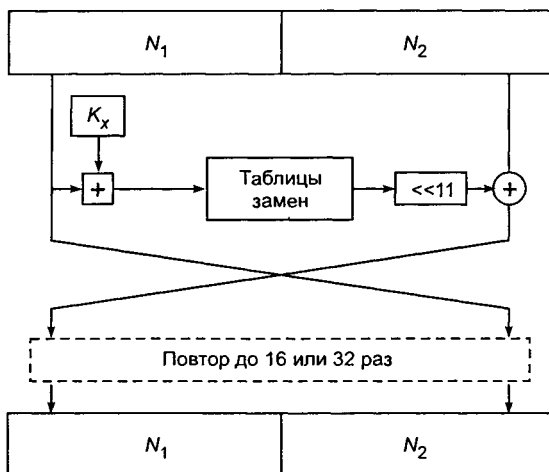 N₁ N₂
Kₓ
+ Таблицы замен <<11 +
Повтор до 16 или 32 раз
N₁ N₂